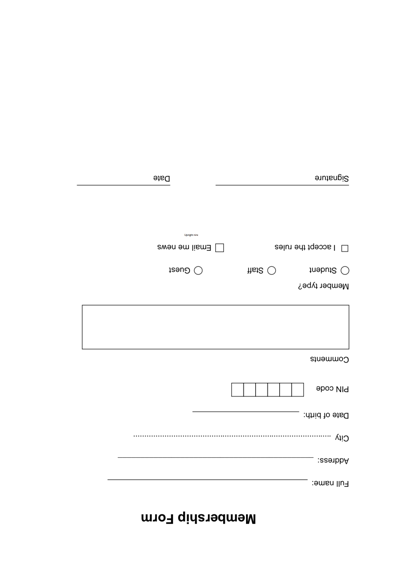 Membership Form
Full name:
Address:
City
Date of birth:
PIN code
Comments
Member type?
Student Staff Guest
I accept the rules Email me news
Signature Date